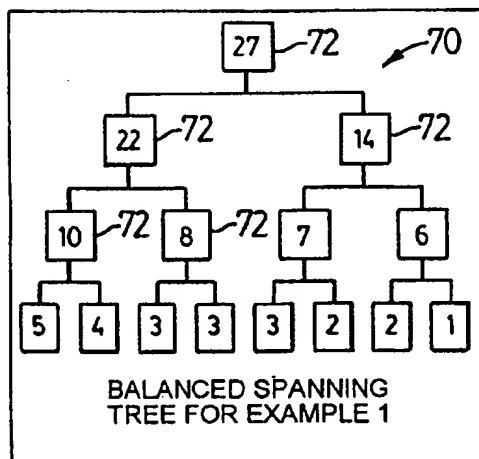 27 72 70
22 72 14 72
10 72 8 72 7 6
5 4 3 3 3 2 2 1
BALANCED SPANNING
TREE FOR EXAMPLE 1